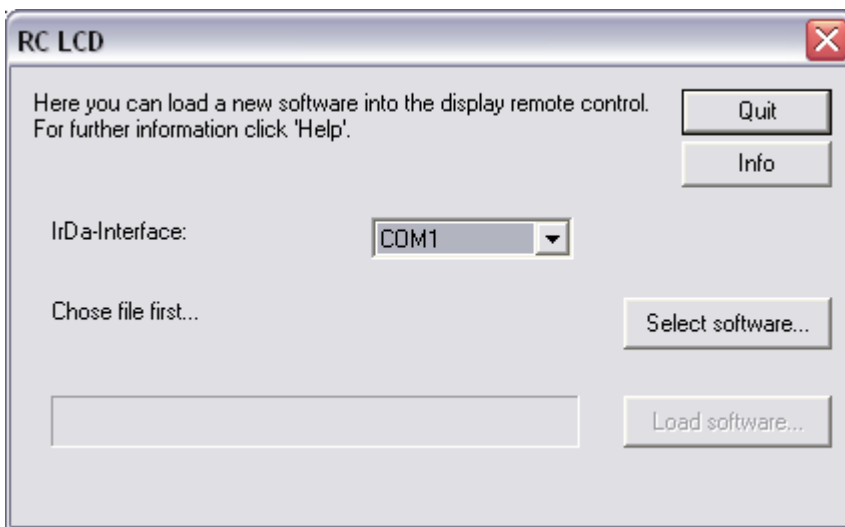 RC LCD
Here you can load a new software into the display remote control.
For further information click 'Help'.
Quit
Info
IrDa-Interface:
COM1
Chose file first...
Select software...
Load software...